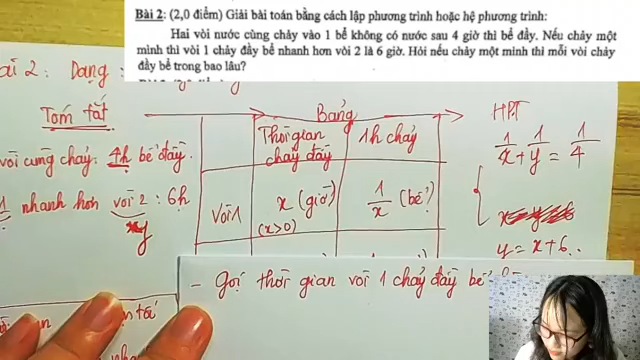 Bài 2: (2,0 điểm) Giải bài toán bằng cách lập phương trình hoặc hệ phương trình:
Hai vòi nước cùng chảy vào 1 bể không có nước sau 4 giờ thì bể đầy. Nếu chảy một
mình thì vòi 1 chảy đầy bể nhanh hơn vòi 2 là 6 giờ. Hỏi nếu chảy một mình thì mỗi vòi chảy
đầy bể trong bao lâu?
ài 2: Dạng:
Tóm tắt
Bảng
HPT
vòi cùng chảy: 4h bể đầy.
1 nhanh hơn vòi 2: 6h
y
Thời gian chảy đầy
1h chảy
Vòi 1
x (giờ)
(x>0)
1/x (bể)
1/x + 1/y = 1/4
y = x + 6
- Gọi thời gian vòi 1 chảy đầy bể